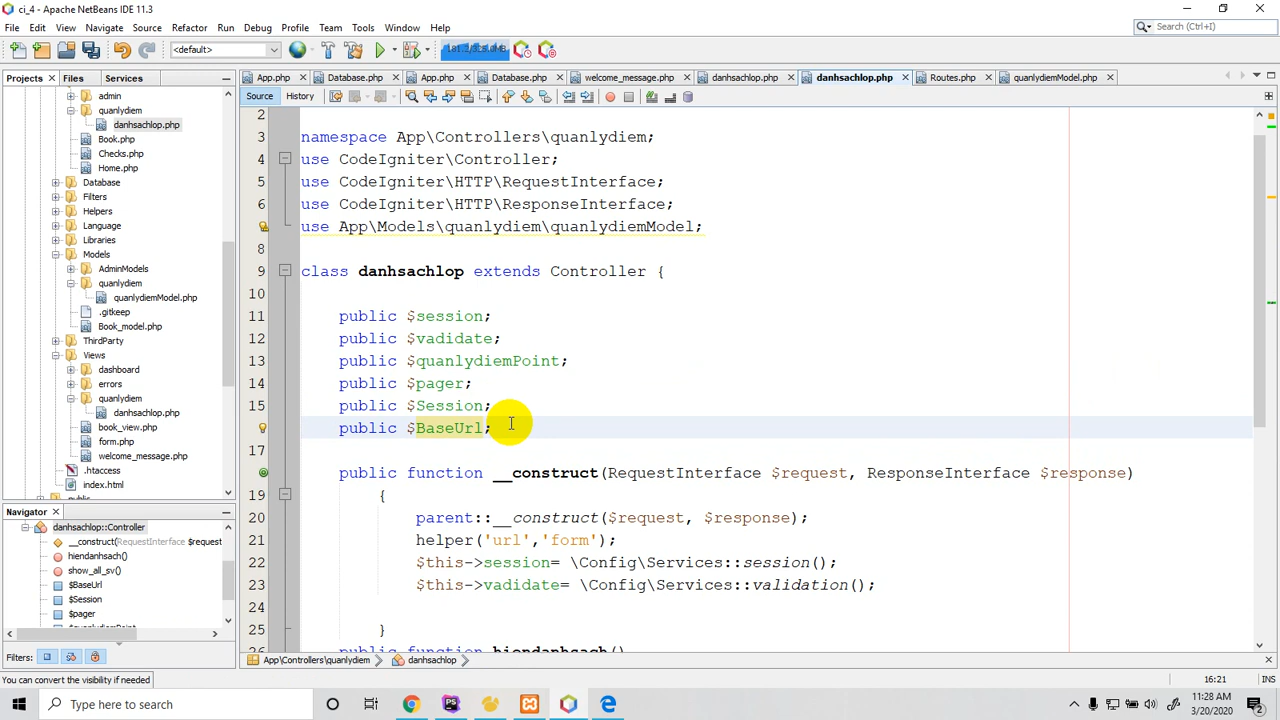 ci_4 - Apache NetBeans IDE 11.3
File Edit View Navigate Source Refactor Run Debug Profile Team Tools Window Help
Search (Ctrl+I)
<default>
Projects Files Services
App.php Database.php App.php Database.php welcome_message.php danhsachlop.php danhsachlop.php Routes.php quanlydiemModel.php
Source History
admin
quanlydiem
danhsachlop.php
Book.php
Checks.php
Home.php
Database
Filters
Helpers
Language
Libraries
Models
AdminModels
quanlydiem
quanlydiemModel.php
.gitkeep
Book_model.php
ThirdParty
Views
dashboard
errors
quanlydiem
danhsachlop.php
book_view.php
form.php
welcome_message.php
.htaccess
index.html
public
Navigator
danhsachlop::Controller
__construct(RequestInterface $request
hiendanhsach()
show_all_sv()
$BaseUrl
$Session
$pager
Filters:
2
3 namespace App\Controllers\quanlydiem;
4 use CodeIgniter\Controller;
5 use CodeIgniter\HTTP\RequestInterface;
6 use CodeIgniter\HTTP\ResponseInterface;
use App\Models\quanlydiem\quanlydiemModel;
8
9 class danhsachlop extends Controller {
10
11 public $session;
12 public $vadidate;
13 public $quanlydiemPoint;
14 public $pager;
15 public $Session;
public $BaseUrl;
17
public function __construct(RequestInterface $request, ResponseInterface $response)
19 {
20 parent::__construct($request, $response);
21 helper('url','form');
22 $this->session= \Config\Services::session();
23 $this->vadidate= \Config\Services::validation();
24
25 }
26 public function hiendanhsach()
App\Controllers\quanlydiem danhsachlop
You can convert the visibility if needed
16:21 INS
Type here to search
11:28 AM
3/20/2020
2